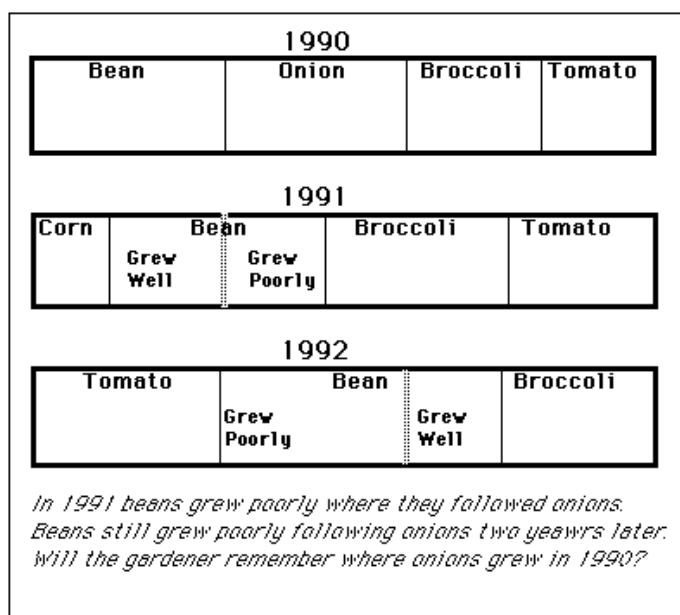 1990
Bean Onion Broccoli Tomato
1991
Corn Bean Broccoli Tomato
Grew Grew
Well Poorly
1992
Tomato Bean Broccoli
Grew Grew
Poorly Well
In 1991 beans grew poorly where they followed onions.
Beans still grew poorly following onions two yeawrs later.
Will the gardener remember where onions grew in 1990?